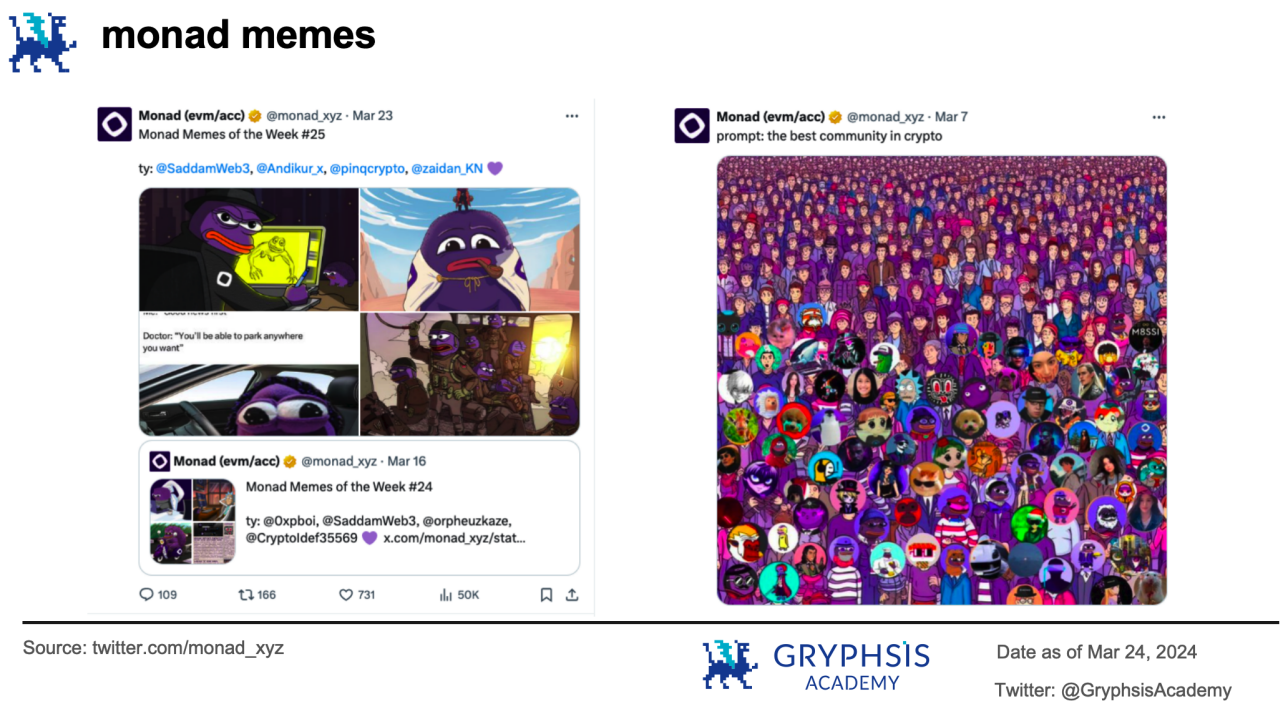 monad memes
Monad (evm/acc) @monad_xyz · Mar 23
Monad Memes of the Week #25
ty: @SaddamWeb3, @Andikur_x, @pinqcrypto, @zaidan_KN 💜
Doctor: "You'll be able to park anywhere
you want"
Monad (evm/acc) @monad_xyz · Mar 16
Monad Memes of the Week #24
ty: @0xpboi, @SaddamWeb3, @orpheuzkaze,
@CryptoIdef35569 💜 x.com/monad_xyz/stat...
109 166 731 50K
Monad (evm/acc) @monad_xyz · Mar 7
prompt: the best community in crypto
MBSSI
Source: twitter.com/monad_xyz
GRYPHSIS
ACADEMY
Date as of Mar 24, 2024
Twitter: @GryphsisAcademy